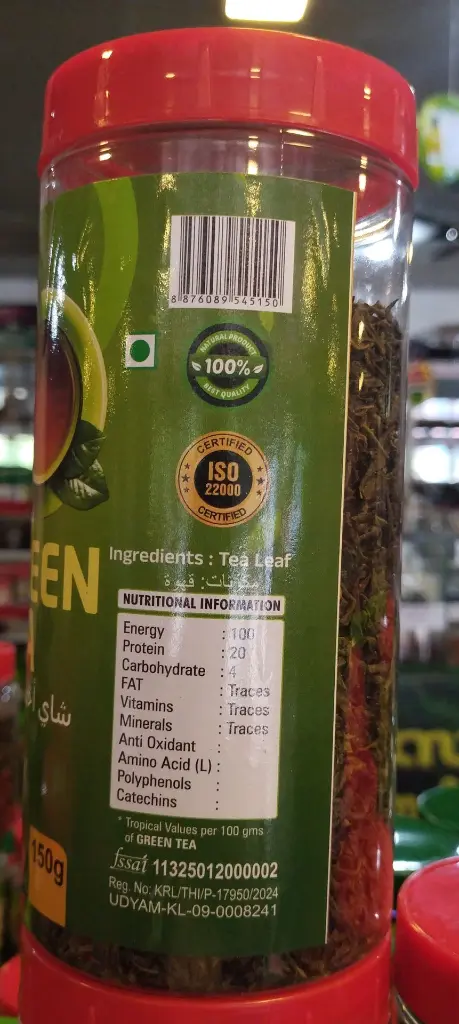 8 876089 545150
NATURAL PRODUCT
100%
BEST QUALITY
CERTIFIED
ISO
22000
CERTIFIED
EEN
Ingredients : Tea Leaf
قهوة
NUTRITIONAL INFORMATION
Energy : 100
Protein : 20
Carbohydrate : 4
FAT : Traces
Vitamins : Traces
Minerals : Traces
Anti Oxidant :
Amino Acid (L) :
Polyphenols :
Catechins :
شاي
* Tropical Values per 100 gms
of GREEN TEA
150g
fssai 11325012000002
Reg. No: KRL/THI/P-17950/2024
UDYAM-KL-09-0008241